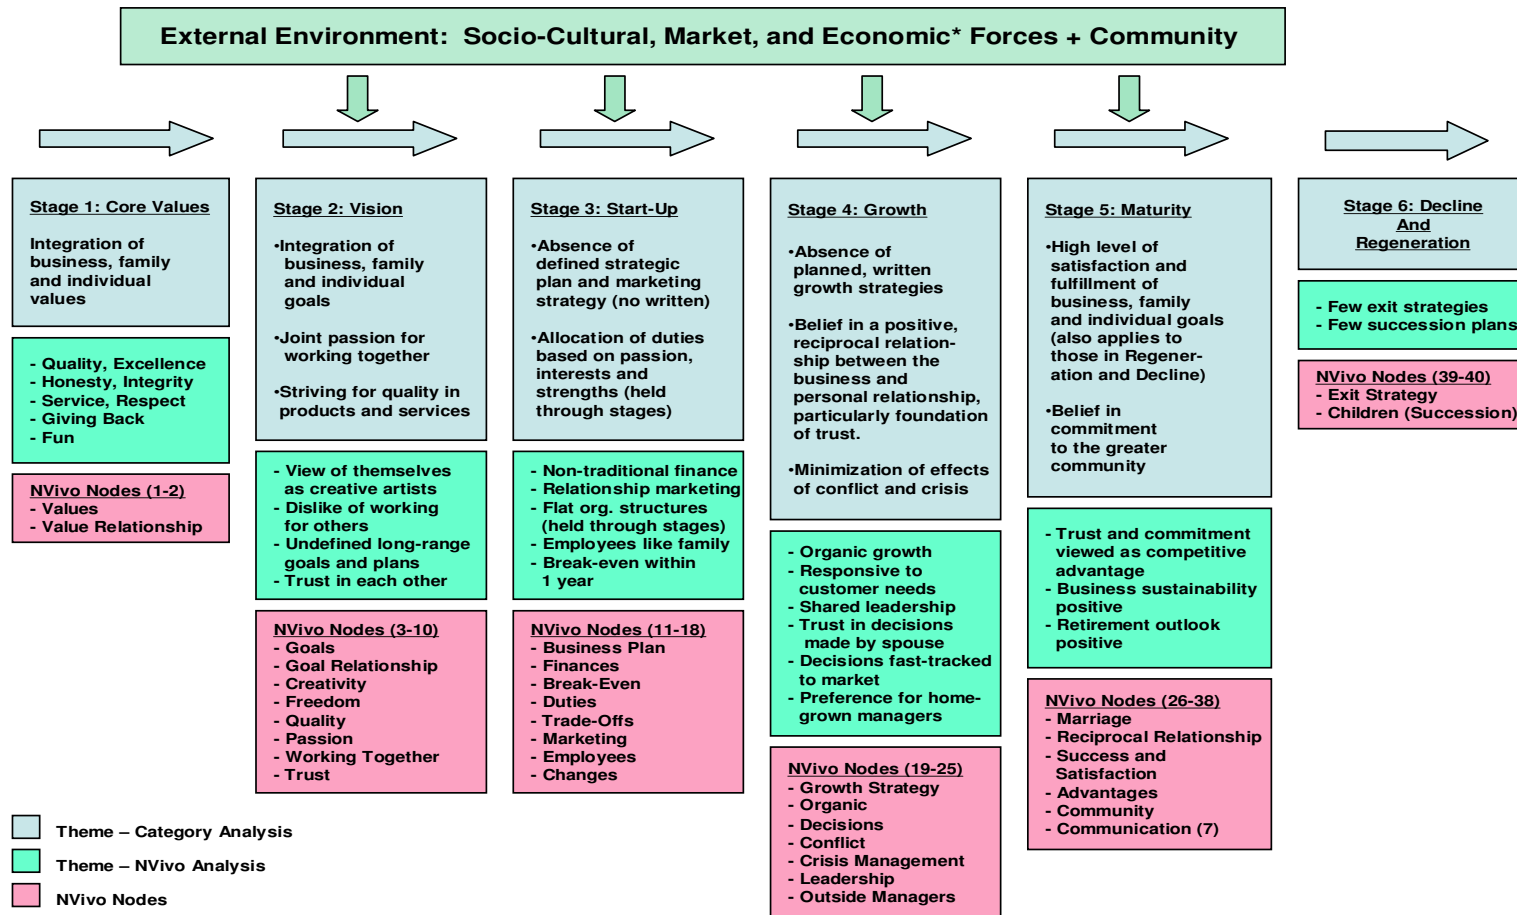 External Environment:  Socio-Cultural, Market, and Economic* Forces + Community
Stage 1: Core Values
Integration of
business, family
and individual
values
- Quality, Excellence
- Honesty, Integrity
- Service, Respect
- Giving Back
- Fun
NVivo Nodes (1-2)
- Values
- Value Relationship
Stage 2: Vision
•Integration of
business, family
and individual
goals
•Joint passion for
working together
•Striving for quality in
products and services
- View of themselves
as creative artists
- Dislike of working
for others
- Undefined long-range
goals and plans
- Trust in each other
NVivo Nodes (3-10)
- Goals
- Goal Relationship
- Creativity
- Freedom
- Quality
- Passion
- Working Together
- Trust
Stage 3: Start-Up
•Absence of
defined strategic
plan and marketing
strategy (no written)
•Allocation of duties
based on passion,
interests and
strengths (held
through stages)
- Non-traditional finance
- Relationship marketing
- Flat org. structures
(held through stages)
- Employees like family
- Break-even within
1 year
NVivo Nodes (11-18)
- Business Plan
- Finances
- Break-Even
- Duties
- Trade-Offs
- Marketing
- Employees
- Changes
Stage 4: Growth
•Absence of
planned, written
growth strategies
•Belief in a positive,
reciprocal relation-
ship between the
business and
personal relationship,
particularly foundation
of trust.
•Minimization of effects
of conflict and crisis
- Organic growth
- Responsive to
customer needs
- Shared leadership
- Trust in decisions
made by spouse
- Decisions fast-tracked
to market
- Preference for home-
grown managers
NVivo Nodes (19-25)
- Growth Strategy
- Organic
- Decisions
- Conflict
- Crisis Management
- Leadership
- Outside Managers
Stage 5: Maturity
•High level of
satisfaction and
fulfillment of
business, family
and individual goals
(also applies to
those in Regener-
ation and Decline)
•Belief in
commitment
to the greater
community
- Trust and commitment
viewed as competitive
advantage
- Business sustainability
positive
- Retirement outlook
positive
NVivo Nodes (26-38)
- Marriage
- Reciprocal Relationship
- Success and
Satisfaction
- Advantages
- Community
- Communication (7)
Stage 6: Decline
And
Regeneration
- Few exit strategies
- Few succession plans
NVivo Nodes (39-40)
- Exit Strategy
- Children (Succession)
Theme – Category Analysis
Theme – NVivo Analysis
NVivo Nodes